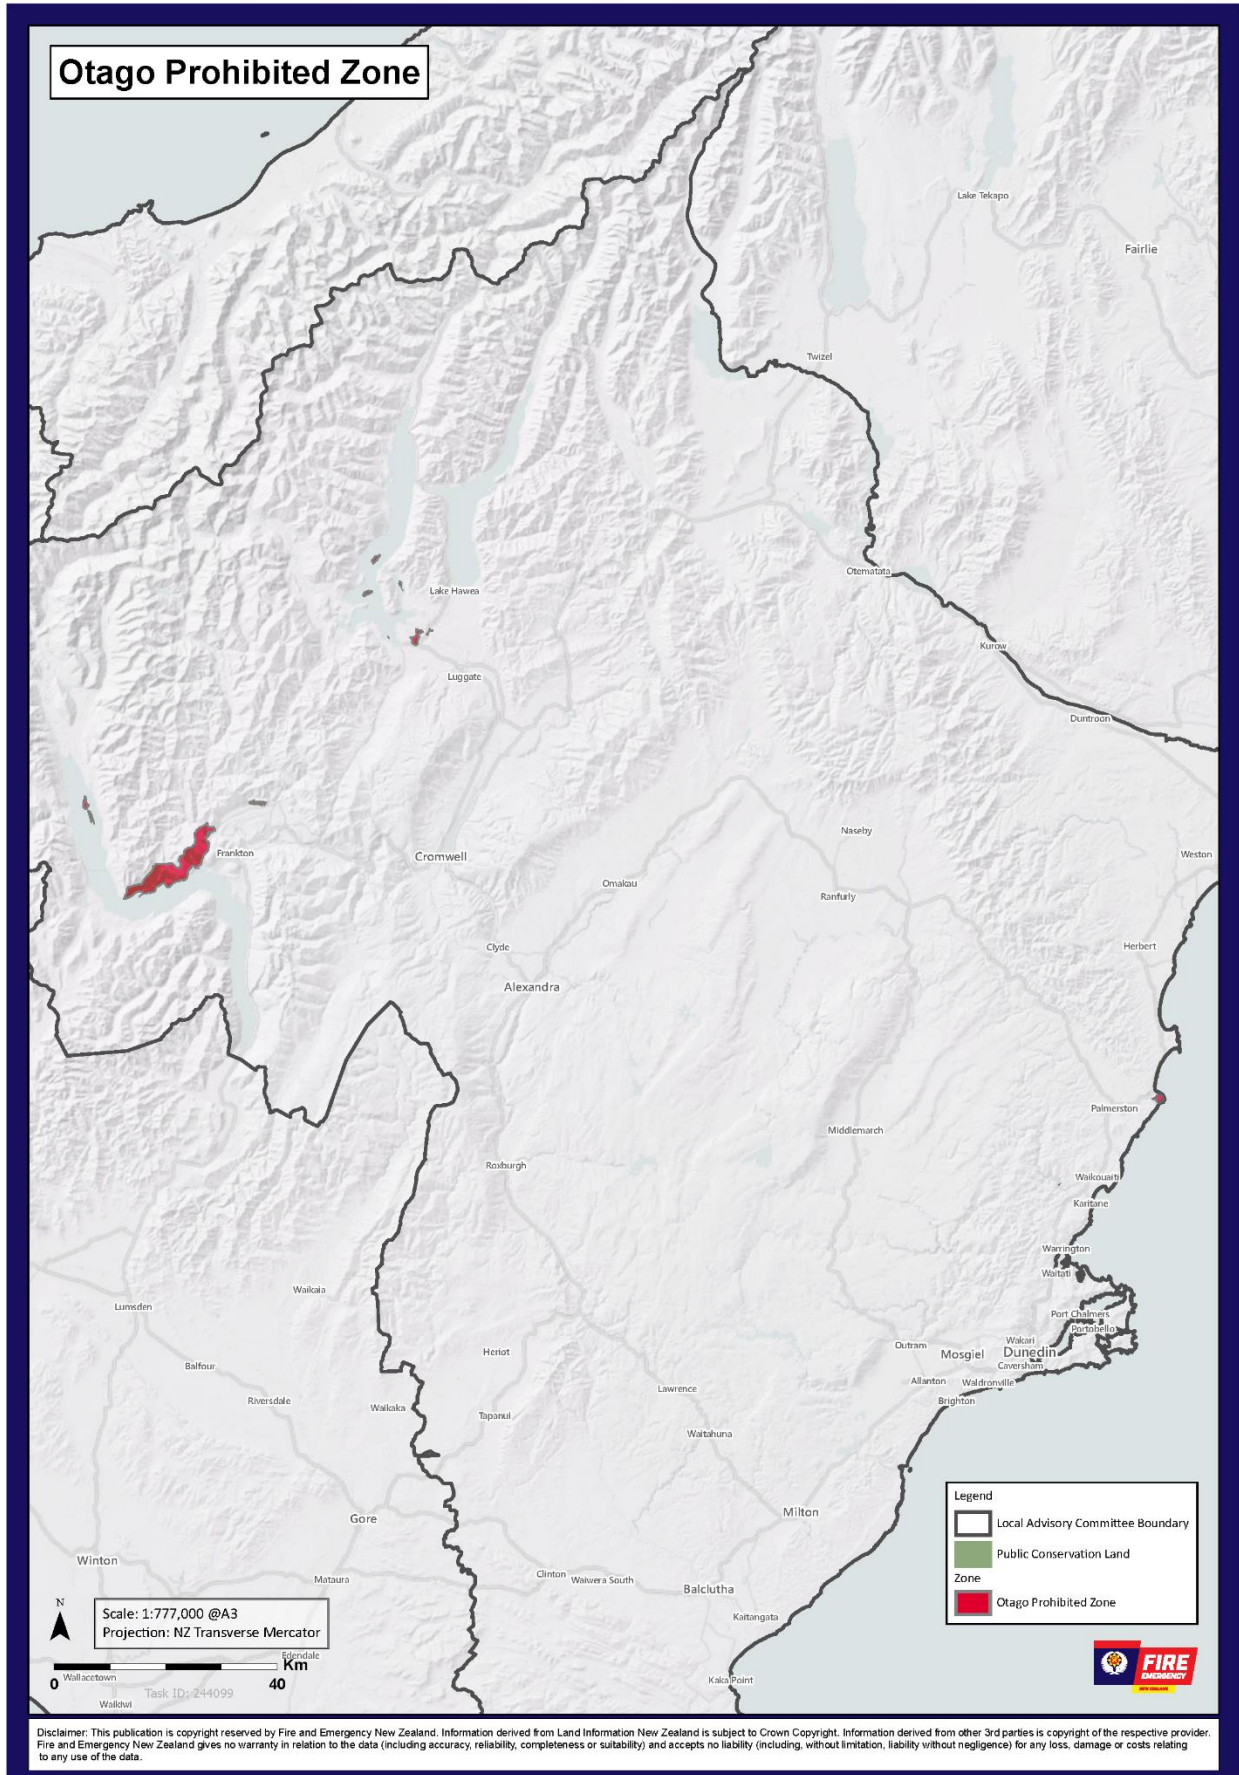 Otago Prohibited Zone
Lake Tekapo
Fairlie
Twizel
Otematata
Lake Hawea
Kurow
Luggate
Duntroon
Naseby
Frankton
Cromwell
Weston
Omakau
Ranfurly
Clyde
Herbert
Alexandra
Palmerston
Middlemarch
Roxburgh
Waikouaiti
Karitane
Warrington
Waitati
Waikaia
Lumsden
Port Chalmers
Portobello
Wakari
Outram
Mosgiel
Dunedin
Heriot
Caversham
Balfour
Allanton
Waldronville
Lawrence
Riversdale
Brighton
Waikaka
Tapanui
Waitahuna
Legend
Local Advisory Committee Boundary
Public Conservation Land
Zone
Otago Prohibited Zone
Milton
Gore
Winton
Clinton
Waiwera South
Mataura
Balclutha
Kaitangata
N
Scale: 1:777,000 @A3
Projection: NZ Transverse Mercator
Edendale
Km
Wallacetown
0
40
Task ID: 244099
Kaka Point
Waikiwi
FIRE
EMERGENCY
NEW ZEALAND
Disclaimer: This publication is copyright reserved by Fire and Emergency New Zealand. Information derived from Land Information New Zealand is subject to Crown Copyright. Information derived from other 3rd parties is copyright of the respective provider.
Fire and Emergency New Zealand gives no warranty in relation to the data (including accuracy, reliability, completeness or suitability) and accepts no liability (including, without limitation, liability without negligence) for any loss, damage or costs relating
to any use of the data.